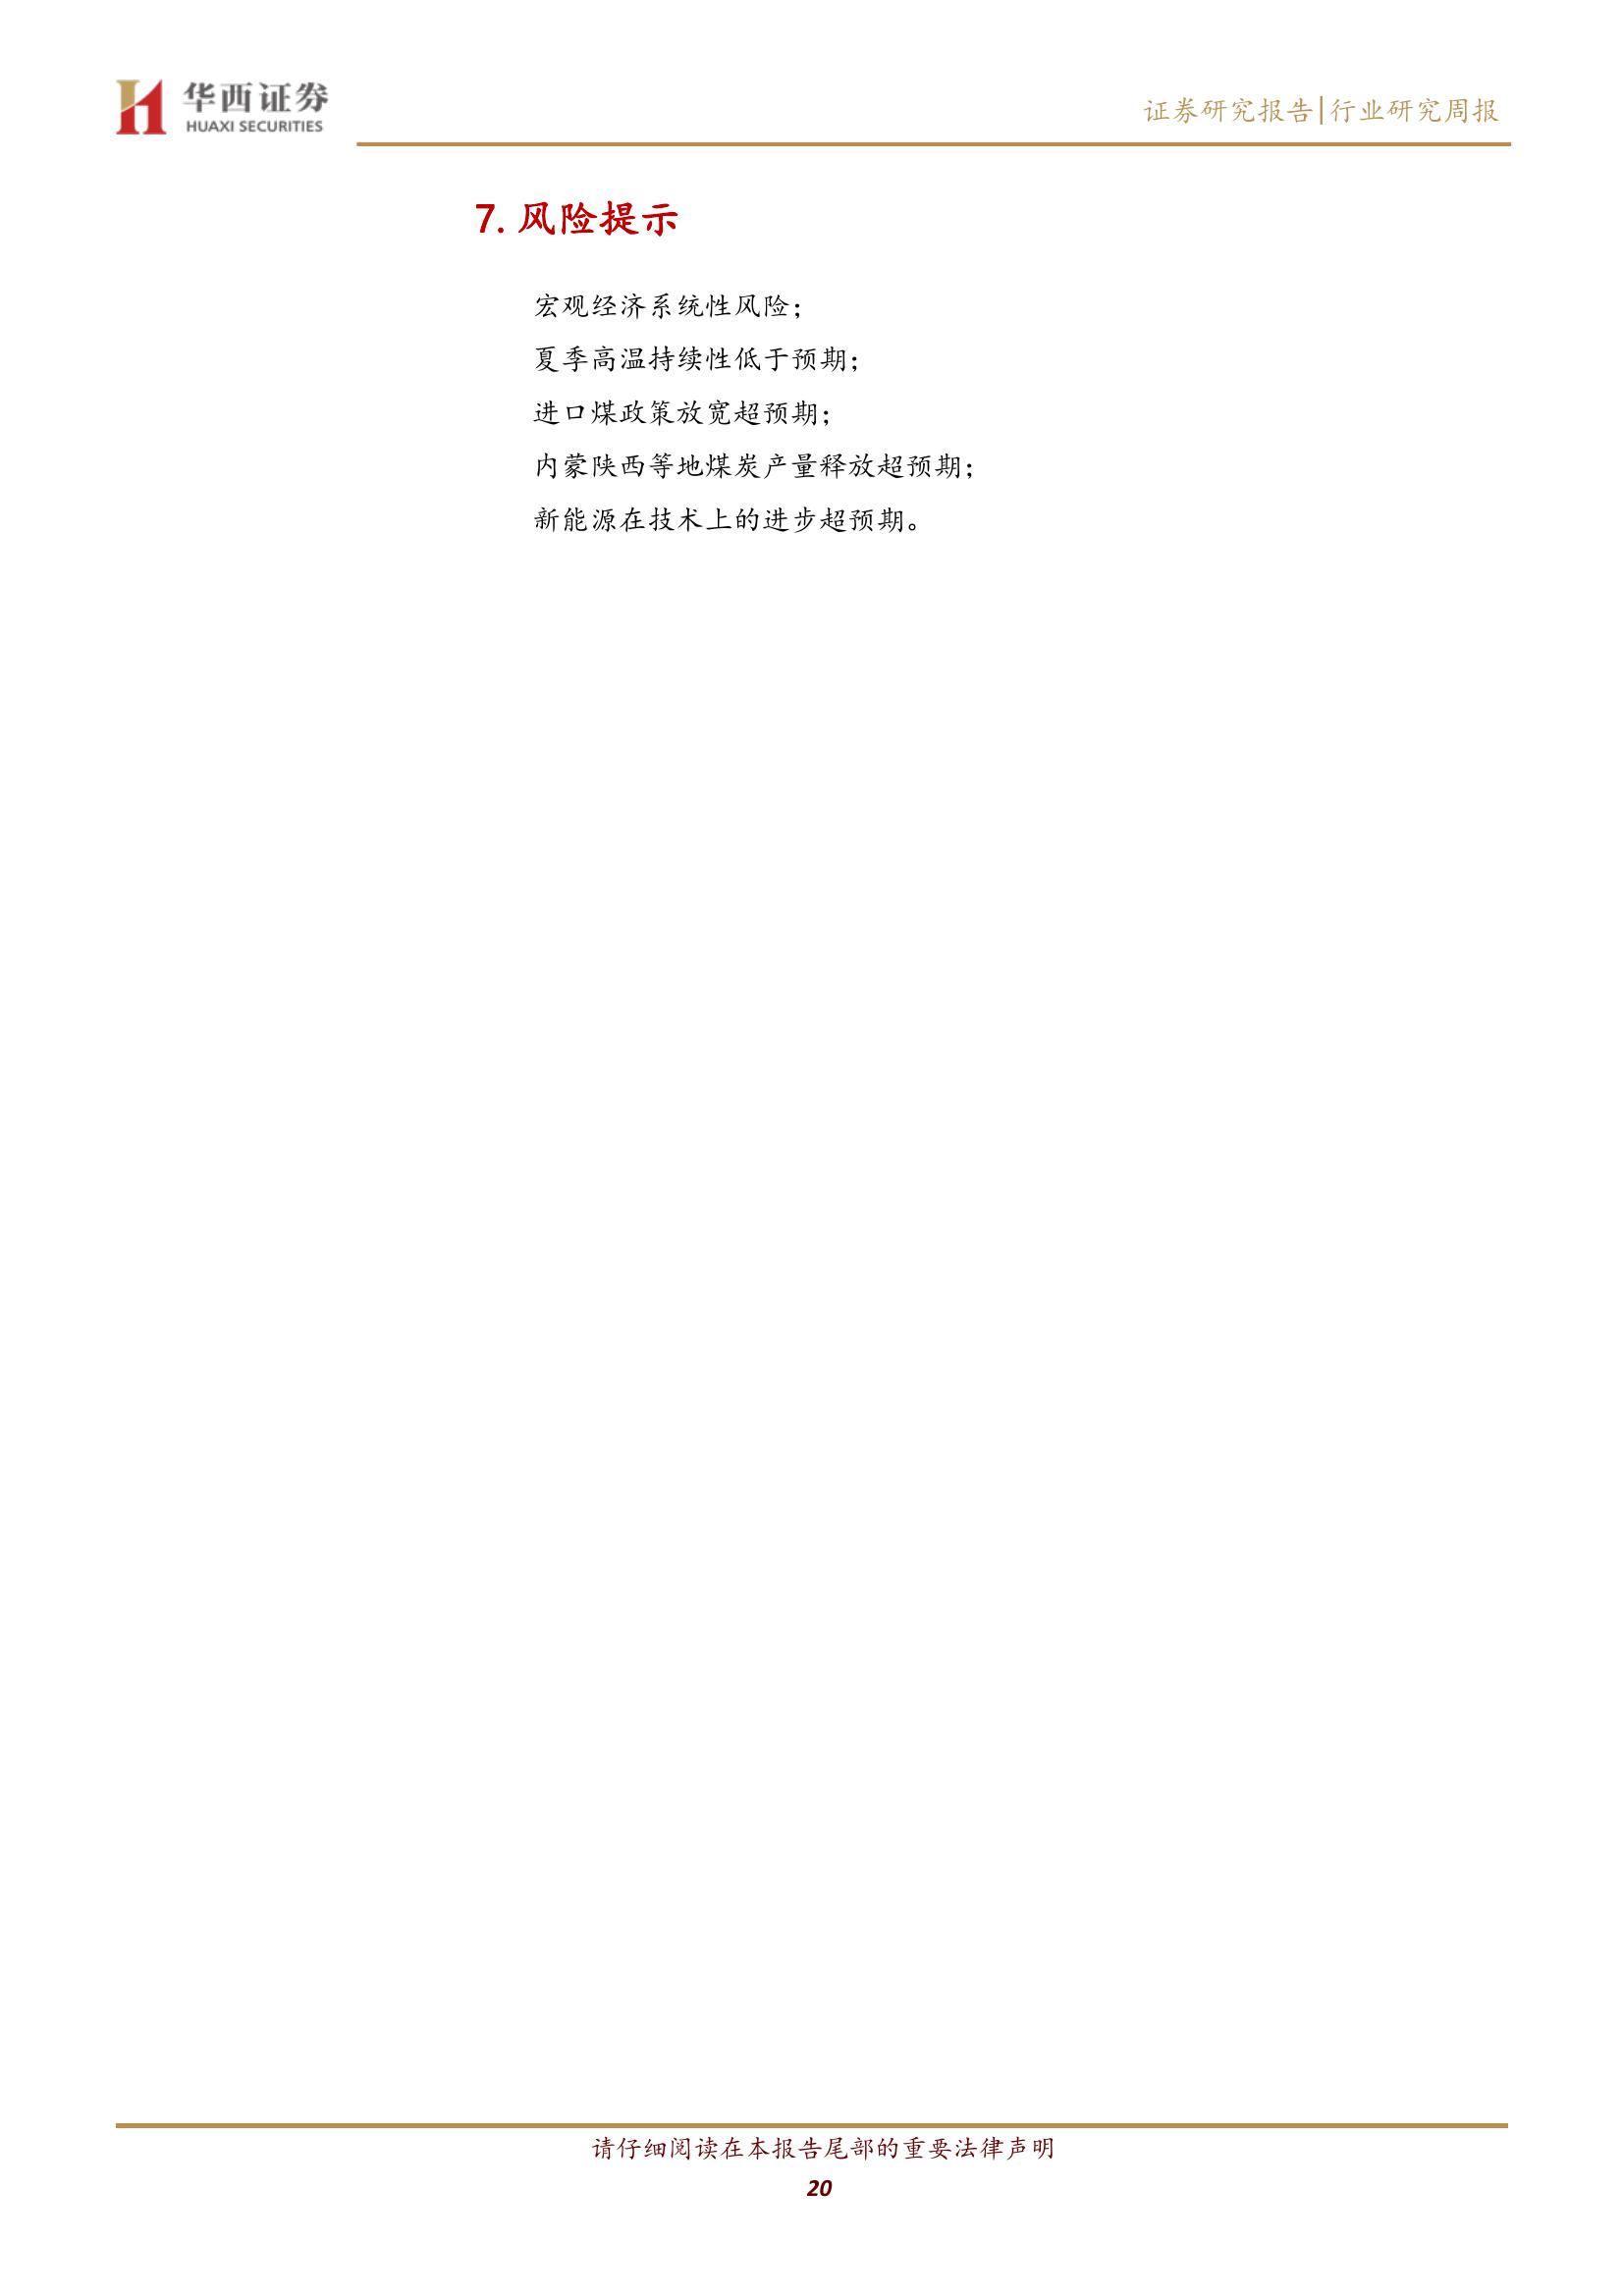 华西证券
HUAXI SECURITIES
证券研究报告|行业研究周报
7. 风险提示
宏观经济系统性风险；
夏季高温持续性低于预期；
进口煤政策放宽超预期；
内蒙陕西等地煤炭产量释放超预期；
新能源在技术上的进步超预期。
请仔细阅读在本报告尾部的重要法律声明
20